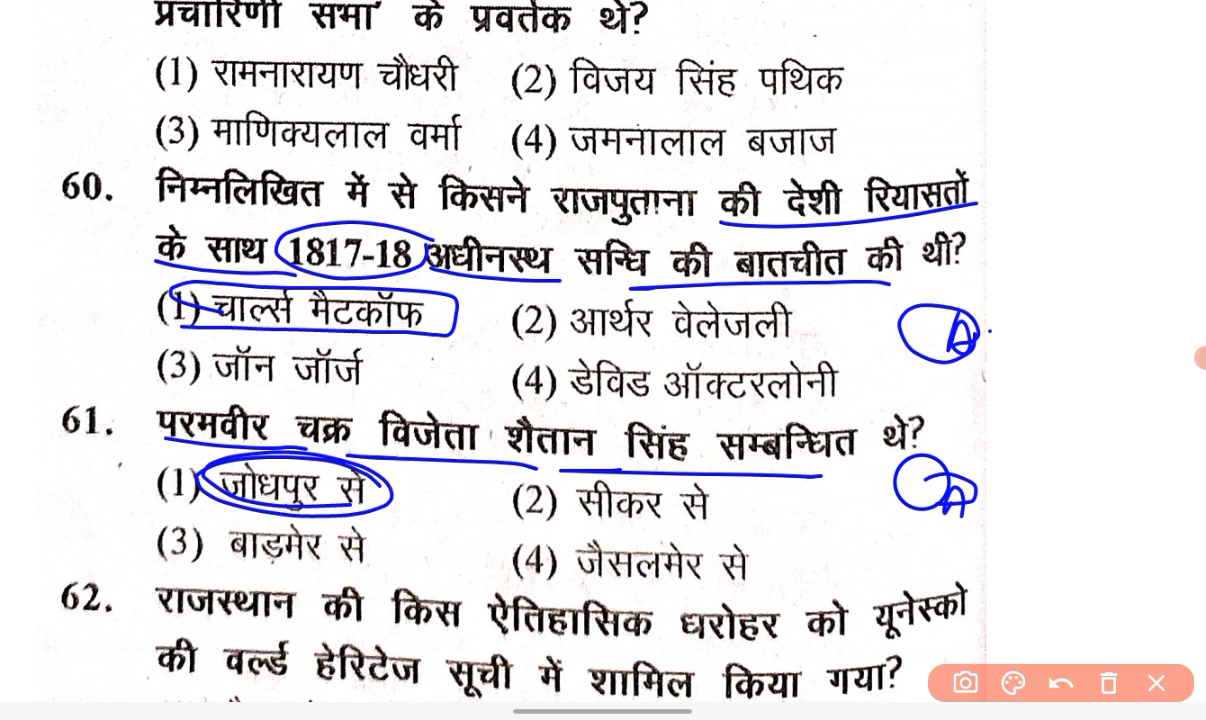 प्रचारिणी सभा' के प्रवर्तक थे?
(1) रामनारायण चौधरी (2) विजय सिंह पथिक
(3) माणिक्यलाल वर्मा (4) जमनालाल बजाज
60. निम्नलिखित में से किसने राजपुताना की देशी रियासतों
के साथ 1817-18 अधीनस्थ सन्धि की बातचीत की थी?
(1) चार्ल्स मैटकॉफ (2) आर्थर वेलेजली
(3) जॉन जॉर्ज (4) डेविड ऑक्टरलोनी
61. परमवीर चक्र विजेता शैतान सिंह सम्बन्धित थे?
(1) जोधपुर से (2) सीकर से
(3) बाड़मेर से (4) जैसलमेर से
62. राजस्थान की किस ऐतिहासिक धरोहर को यूनेस्को
की वर्ल्ड हेरिटेज सूची में शामिल किया गया?